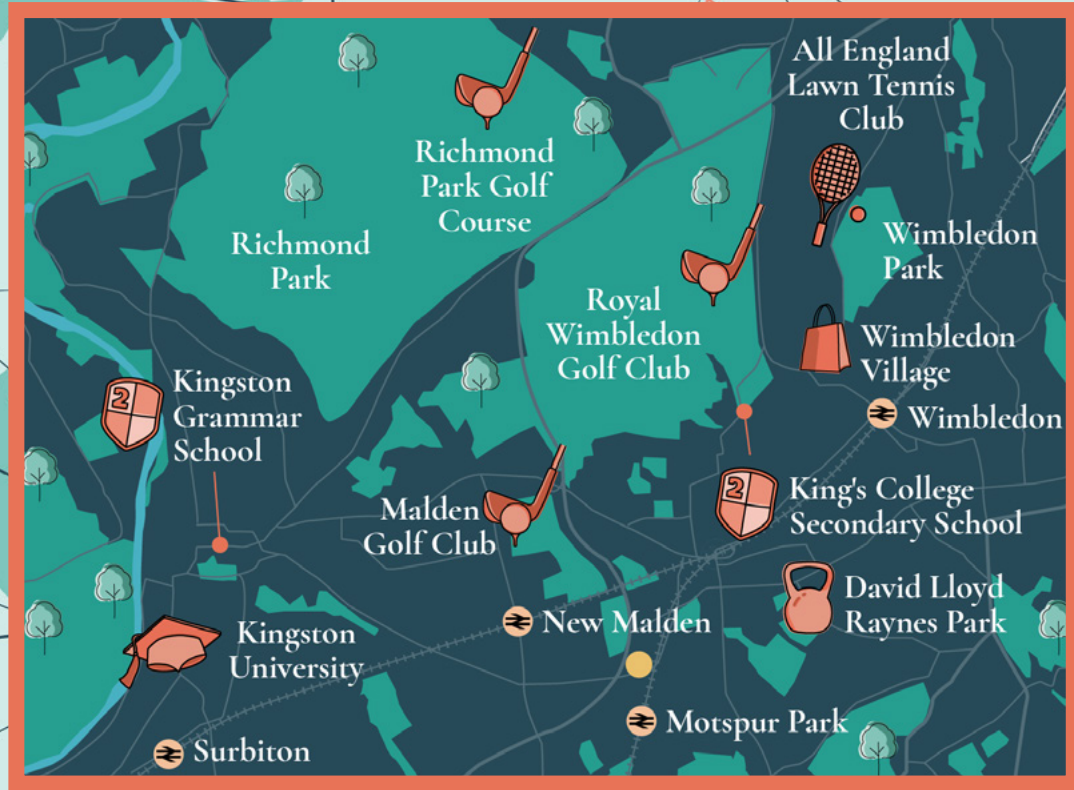 All England
Lawn Tennis
Club
Richmond
Park Golf
Course
Richmond
Park
Wimbledon
Park
Royal
Wimbledon
Golf Club
Wimbledon
Village
Kingston
Grammar
School
2
Wimbledon
2
King's College
Secondary School
Malden
Golf Club
David Lloyd
Raynes Park
New Malden
Kingston
University
Motspur Park
Surbiton